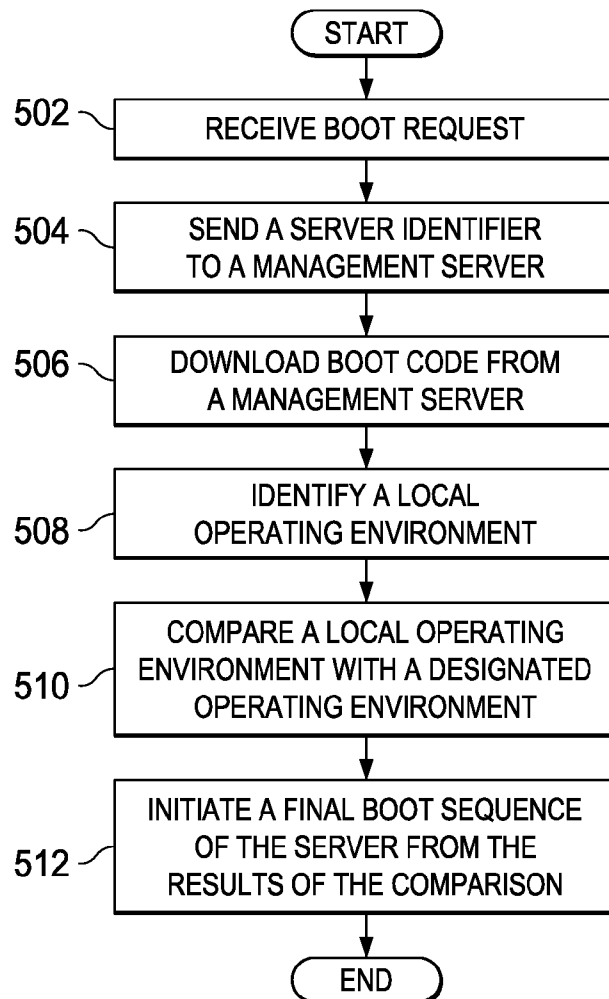 START
502
RECEIVE BOOT REQUEST
504
SEND A SERVER IDENTIFIER
TO A MANAGEMENT SERVER
506
DOWNLOAD BOOT CODE FROM
A MANAGEMENT SERVER
508
IDENTIFY A LOCAL
OPERATING ENVIRONMENT
510
COMPARE A LOCAL OPERATING
ENVIRONMENT WITH A DESIGNATED
OPERATING ENVIRONMENT
512
INITIATE A FINAL BOOT SEQUENCE
OF THE SERVER FROM THE
RESULTS OF THE COMPARISON
END